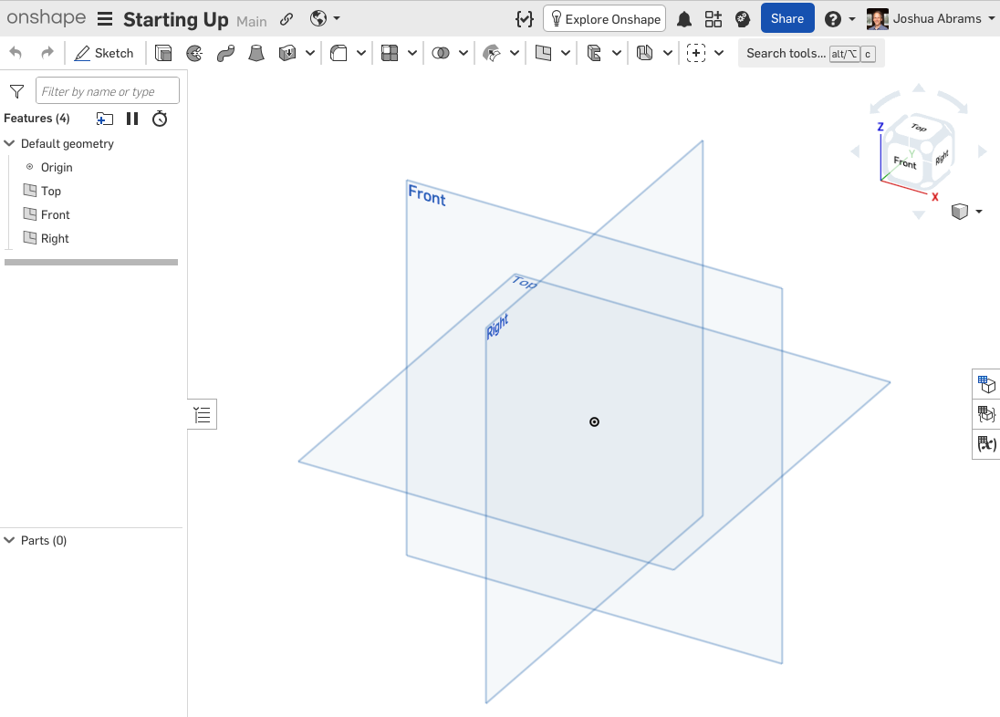 onshape Starting Up Main Explore Onshape Share Joshua Abrams
Sketch Search tools... alt/⌥ c
Filter by name or type
Features (4)
Default geometry
Origin
Top
Front
Right
Parts (0)
Front
Top
Right
Z
Top
Y
Front
Right
X
(x)